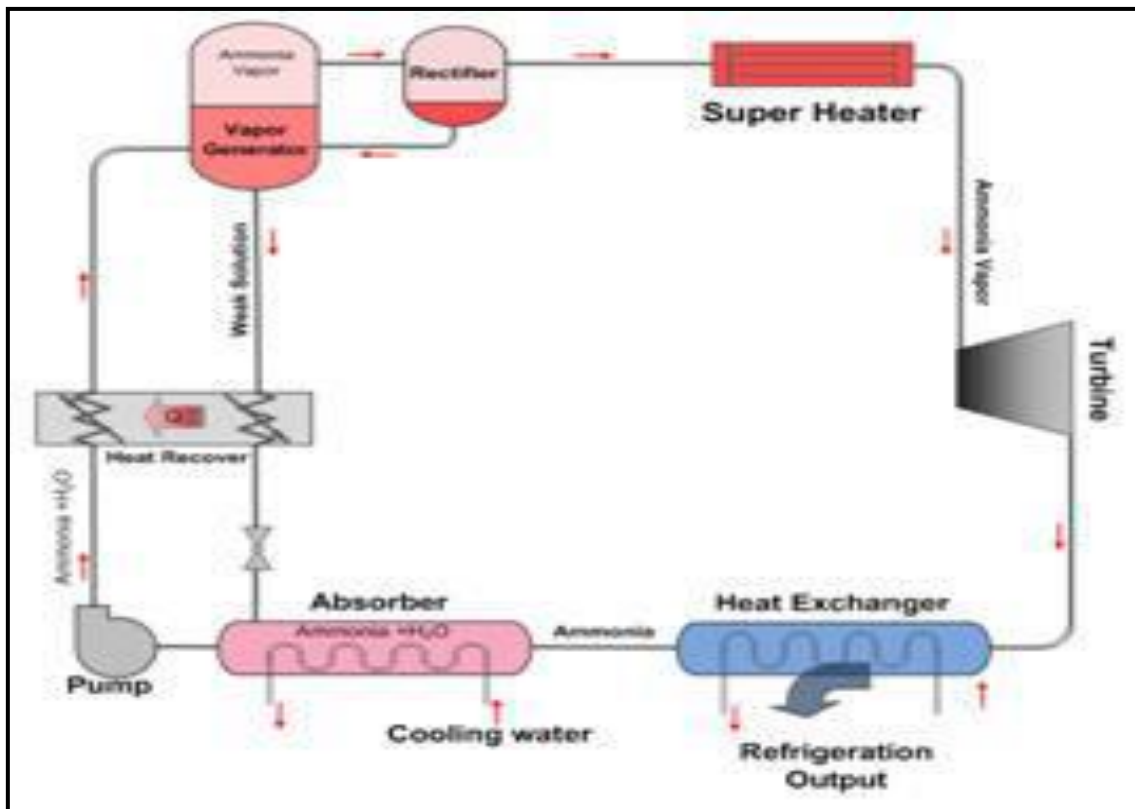 Ammonia
Vapor
Rectifier
Vapor
Generator
Super Heater
Weak Solution
Ammonia Vapor
Turbine
Q
Heat Recover
Ammonia +H₂O
Absorber
Heat Exchanger
Ammonia +H₂O
Ammonia
Pump
Cooling water
Refrigeration
Output